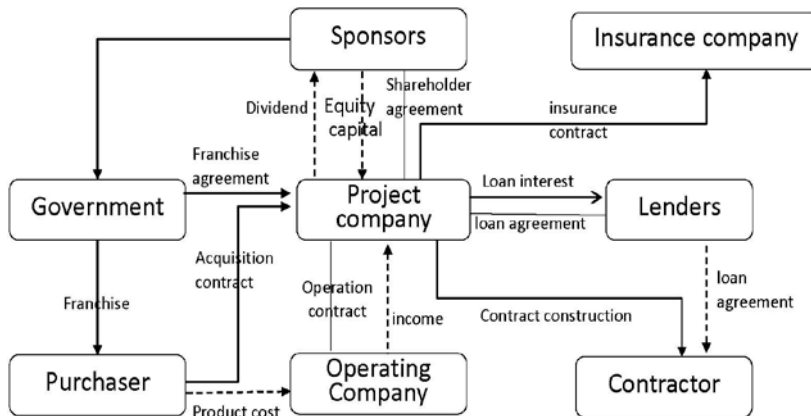 Sponsors
Insurance company
Dividend
Equity
capital
Shareholder
agreement
insurance
contract
Franchise
agreement
Government
Project
company
Loan interest
loan agreement
Lenders
Acquisition
contract
Operation
contract
income
Contract construction
loan
agreement
Franchise
Purchaser
Product cost
Operating
Company
Contractor